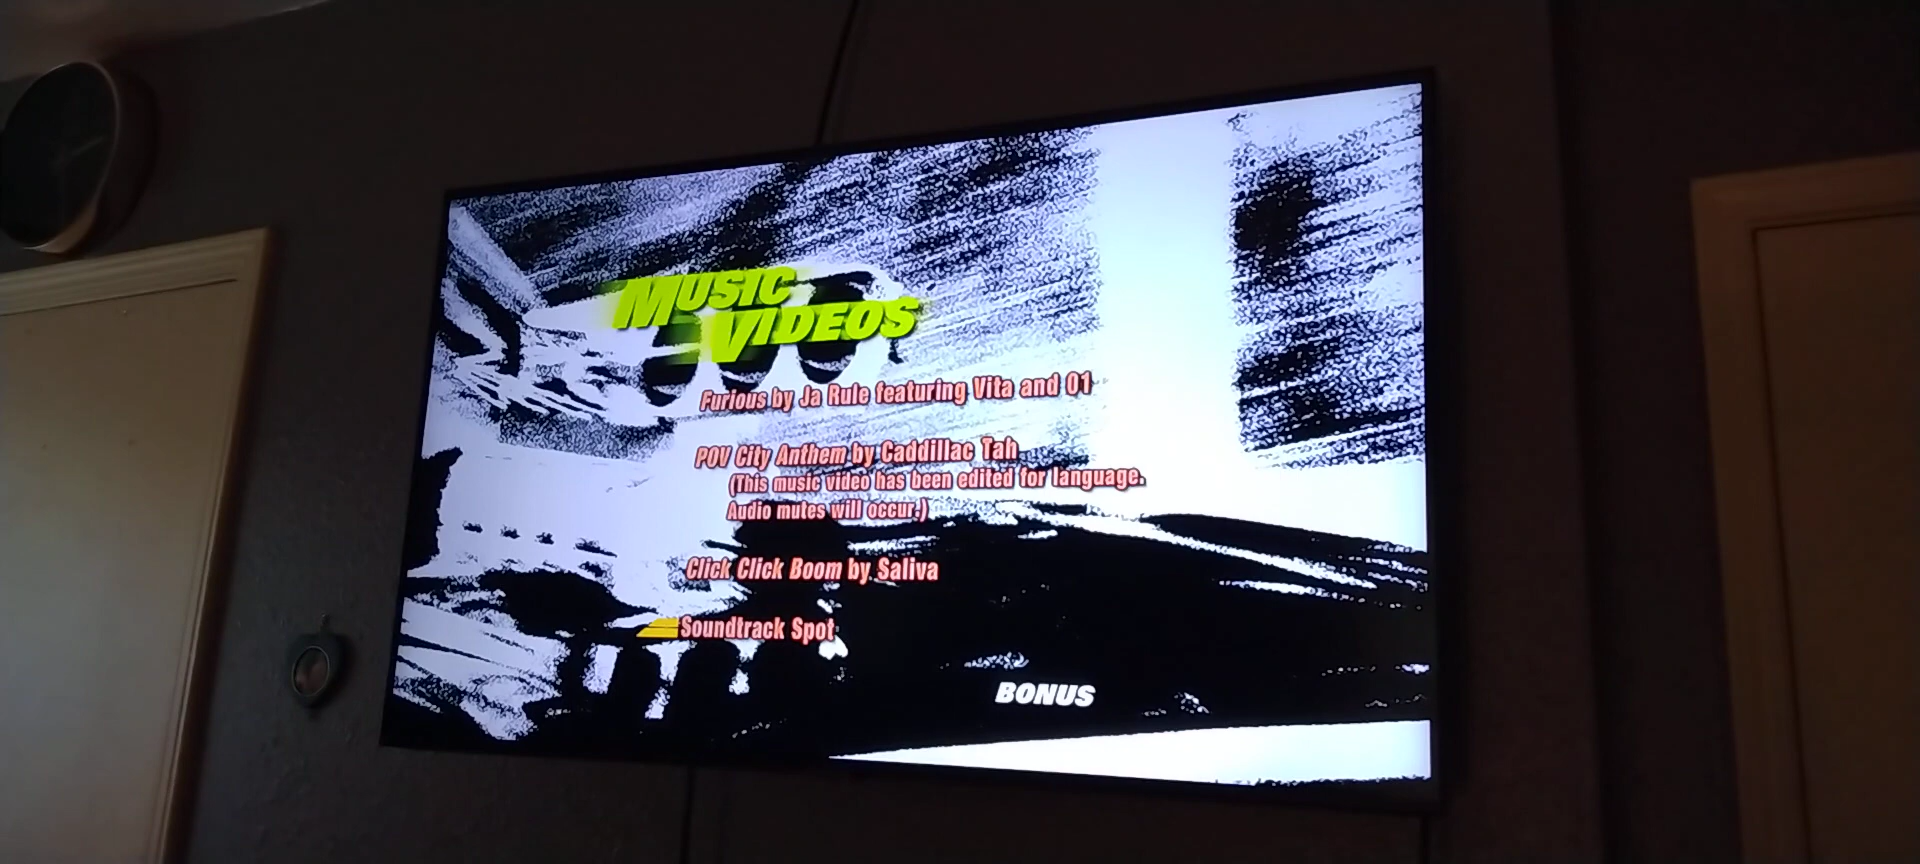 MUSIC
VIDEOS
Furious by Ja Rule featuring Vita and 01
POV City Anthem by Caddillac Tah
(This music video has been edited for language.
Audio mutes will occur.)
Click Click Boom by Saliva
Soundtrack Spot
BONUS